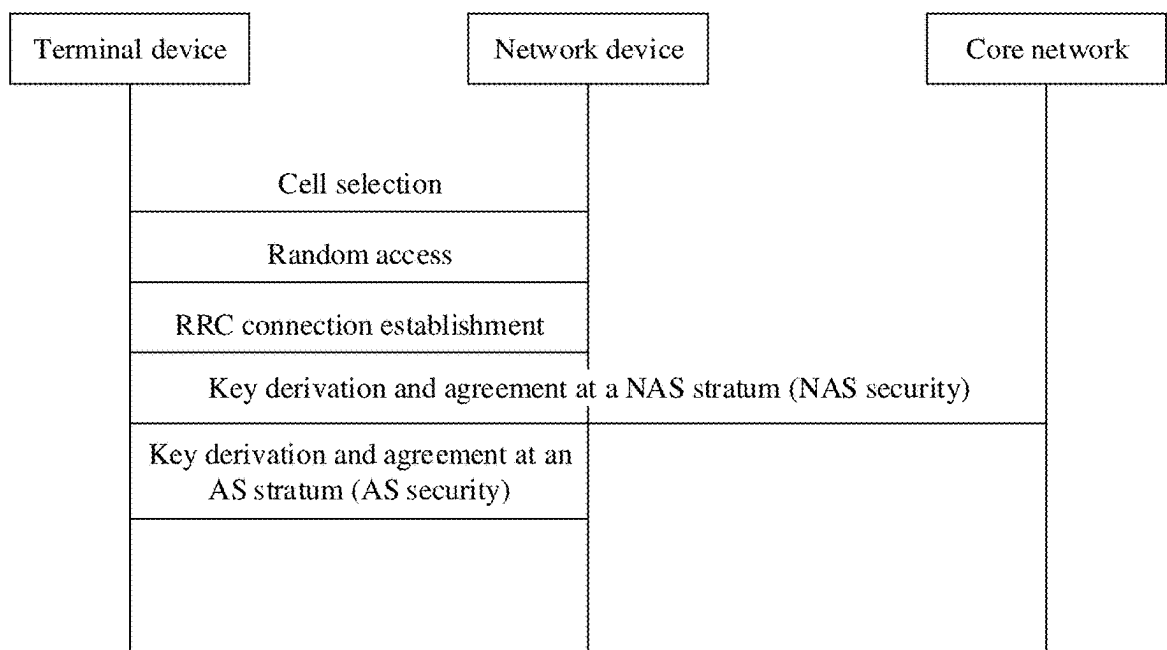 Terminal device
Network device
Core network
Cell selection
Random access
RRC connection establishment
Key derivation and agreement at a NAS stratum (NAS security)
Key derivation and agreement at an
AS stratum (AS security)